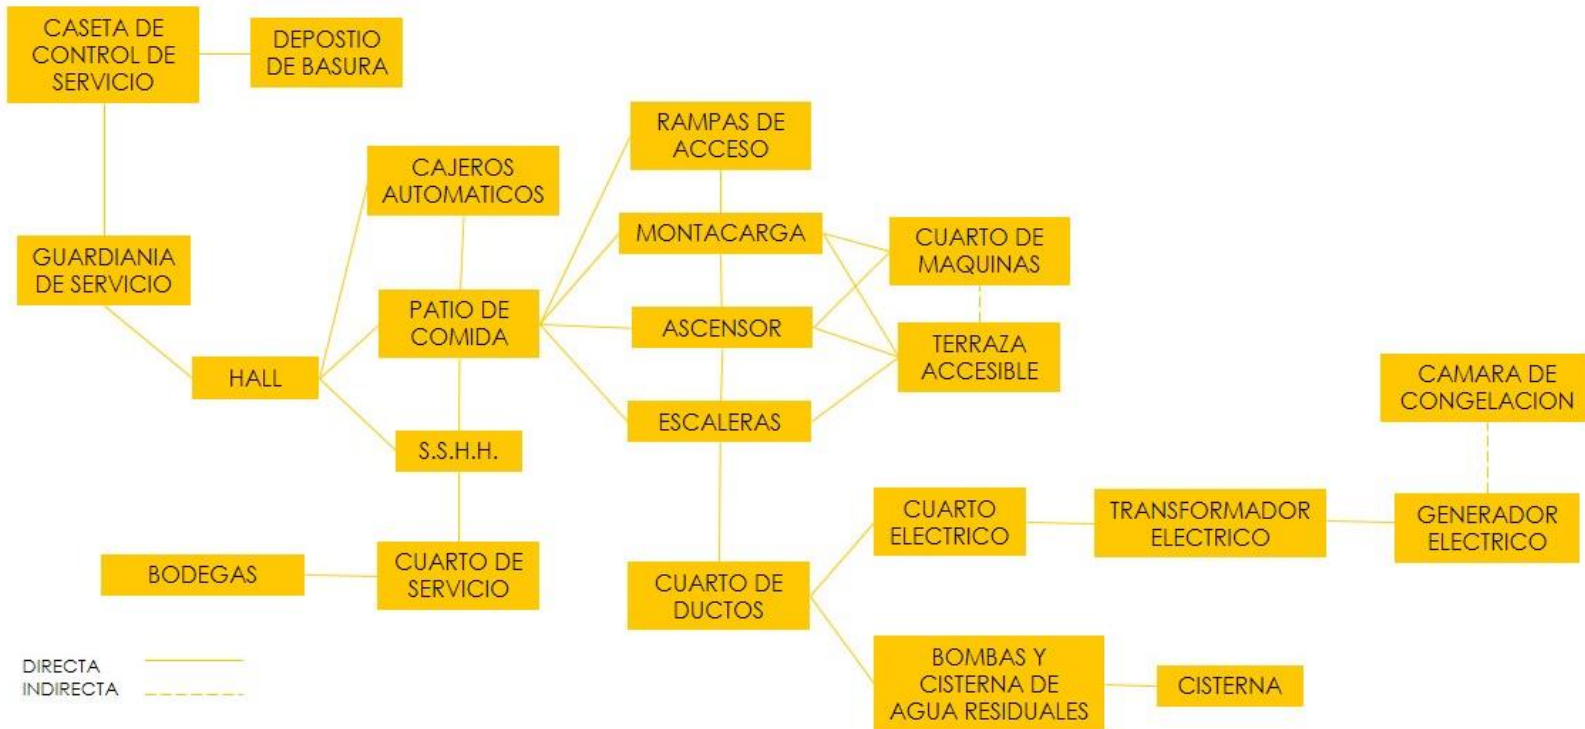 CASETA DE
CONTROL DE
SERVICIO
DEPOSTIO
DE BASURA
RAMPAS DE
ACCESO
CAJEROS
AUTOMATICOS
MONTACARGA
CUARTO DE
MAQUINAS
GUARDIANIA
DE SERVICIO
PATIO DE
COMIDA
ASCENSOR
TERRAZA
ACCESIBLE
HALL
CAMARA DE
CONGELACION
ESCALERAS
S.S.H.H.
CUARTO
ELECTRICO
TRANSFORMADOR
ELECTRICO
GENERADOR
ELECTRICO
BODEGAS
CUARTO DE
SERVICIO
CUARTO DE
DUCTOS
BOMBAS Y
CISTERNA DE
AGUA RESIDUALES
CISTERNA
DIRECTA
INDIRECTA